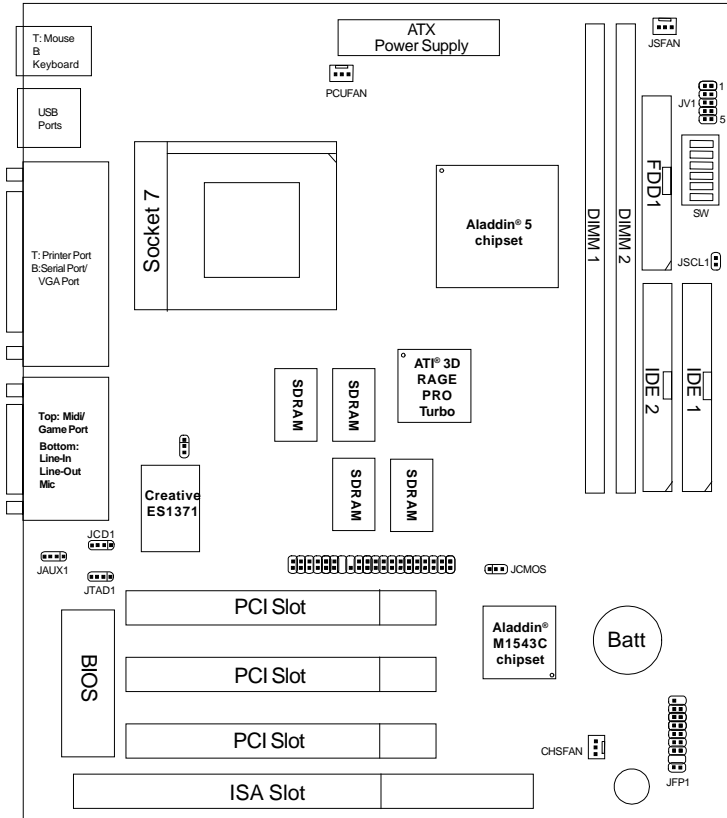 T: Mouse
B
Keyboard
ATX
Power Supply
JSFAN
PCUFAN
USB
Ports
1
JV1
5
SW
FDD1
Socket 7
Aladdin® 5
chipset
DIMM 1
DIMM 2
T: Printer Port
B:Serial Port/
VGA Port
JSCL1
ATI® 3D
RAGE
PRO
Turbo
SDRAM
SDRAM
IDE 2
IDE 1
Top: Midi/
Game Port
Bottom:
Line-In
Line-Out
Mic
Creative
ES1371
SDRAM
SDRAM
JCD1
JAUX1
JTAD1
JCMOS
PCI Slot
Aladdin®
M1543C
chipset
Batt
BIOS
PCI Slot
PCI Slot
CHSFAN
JFP1
ISA Slot